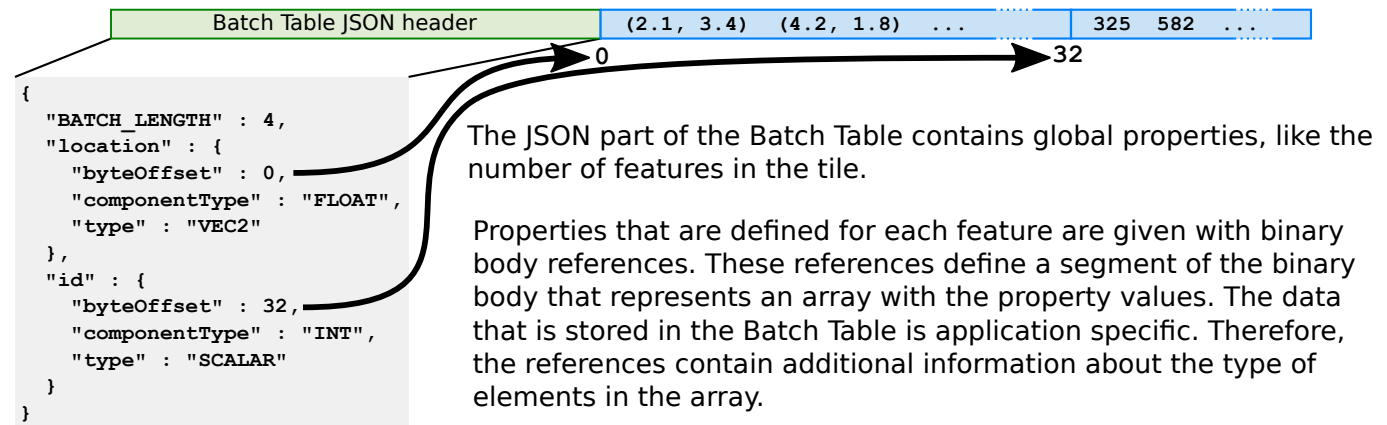 Batch Table JSON header
(2.1, 3.4) (4.2, 1.8) ...
325 582 ...
0
32
{
"BATCH_LENGTH" : 4,
"location" : {
"byteOffset" : 0,
"componentType" : "FLOAT",
"type" : "VEC2"
},
"id" : {
"byteOffset" : 32,
"componentType" : "INT",
"type" : "SCALAR"
}
}
The JSON part of the Batch Table contains global properties, like the
number of features in the tile.
Properties that are defined for each feature are given with binary
body references. These references define a segment of the binary
body that represents an array with the property values. The data
that is stored in the Batch Table is application specific. Therefore,
the references contain additional information about the type of
elements in the array.